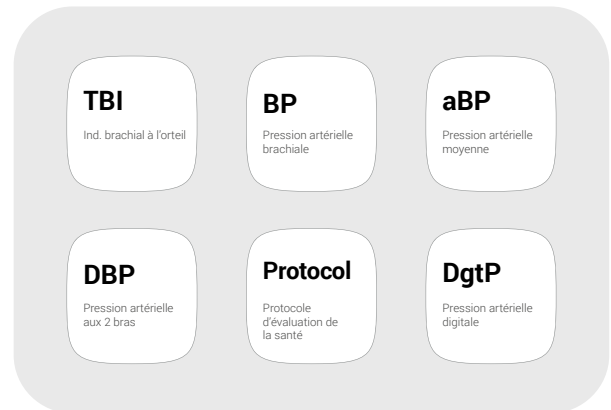 TBI
Ind. brachial à l'orteil
BP
Pression artérielle
brachiale
aBP
Pression artérielle
moyenne
DBP
Pression artérielle
aux 2 bras
Protocol
Protocole
d'évaluation de
la santé
DgtP
Pression artérielle
digitale